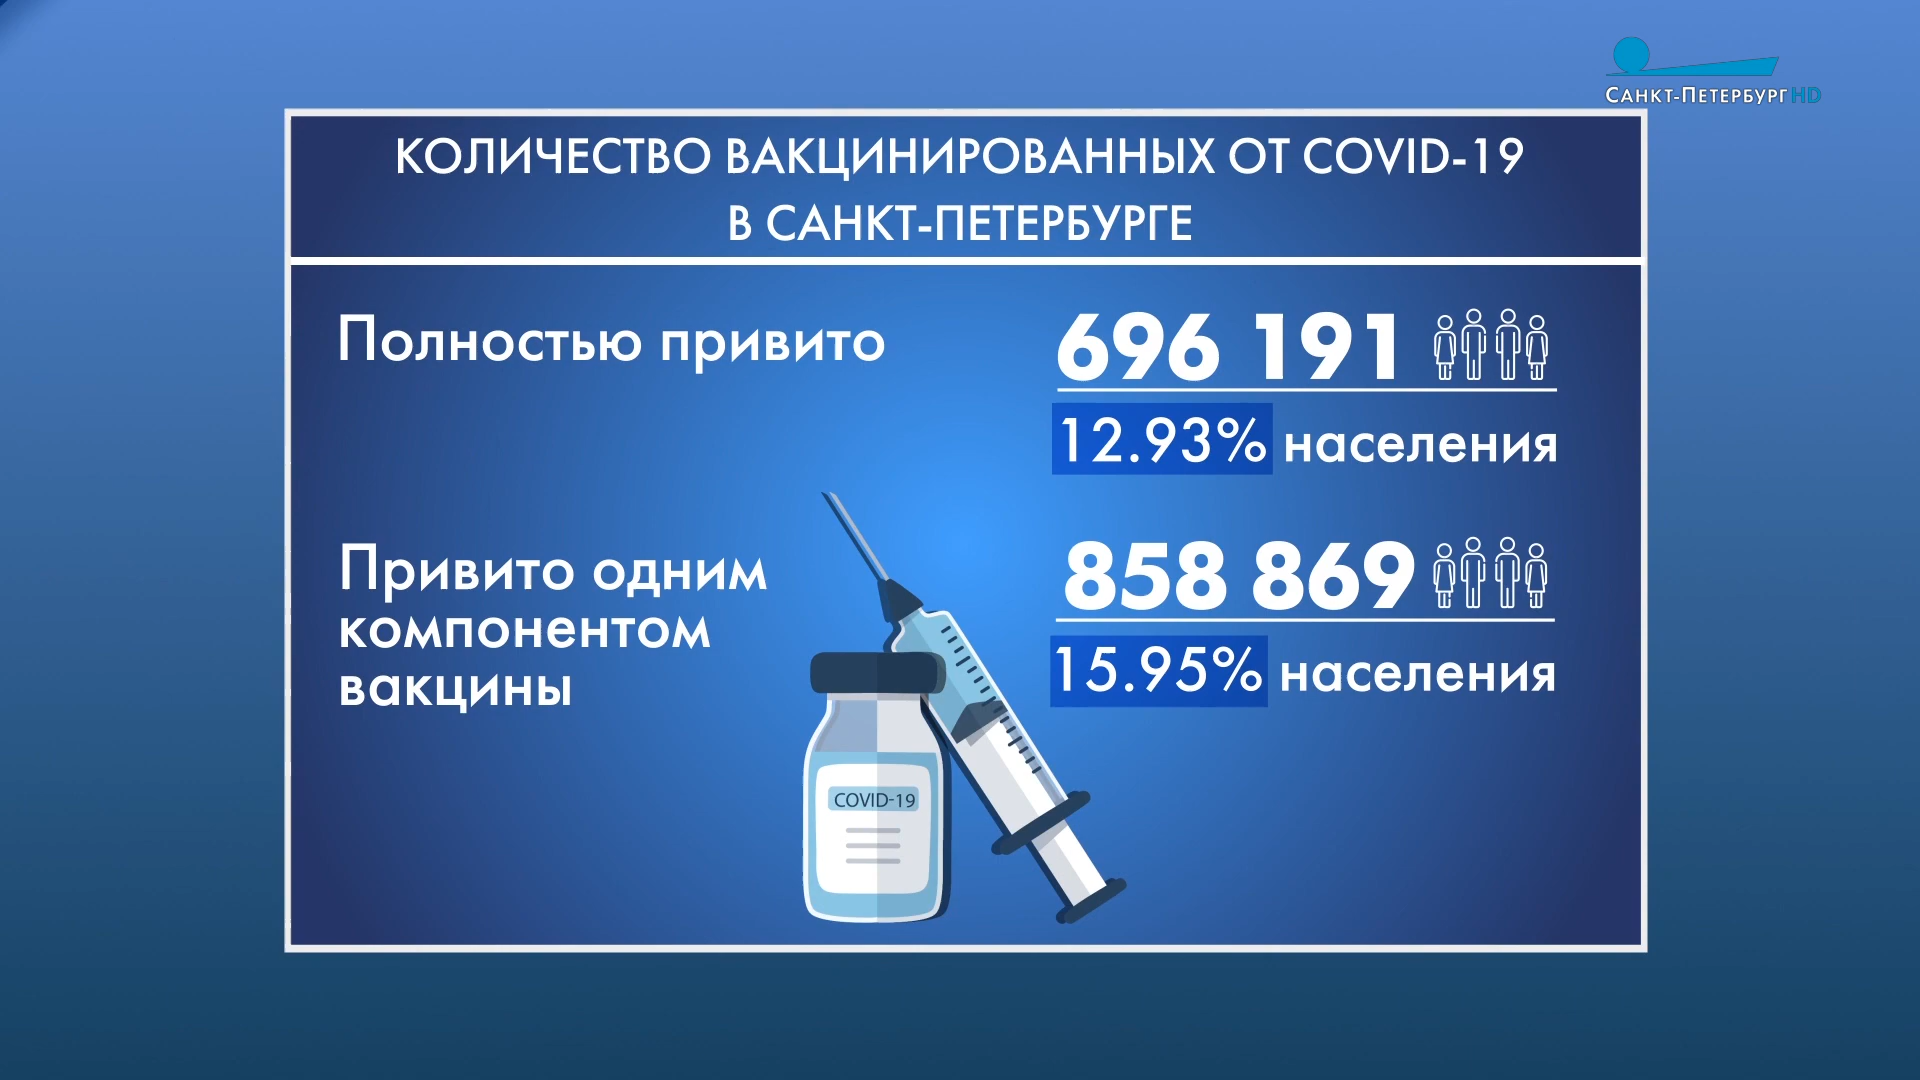 САНКТ-ПЕТЕРБУРГ HD
КОЛИЧЕСТВО ВАКЦИНИРОВАННЫХ ОТ COVID-19
В САНКТ-ПЕТЕРБУРГЕ
Полностью привито
696 191
12.93% населения
Привито одним
компонентом
вакцины
858 869
15.95% населения
COVID-19